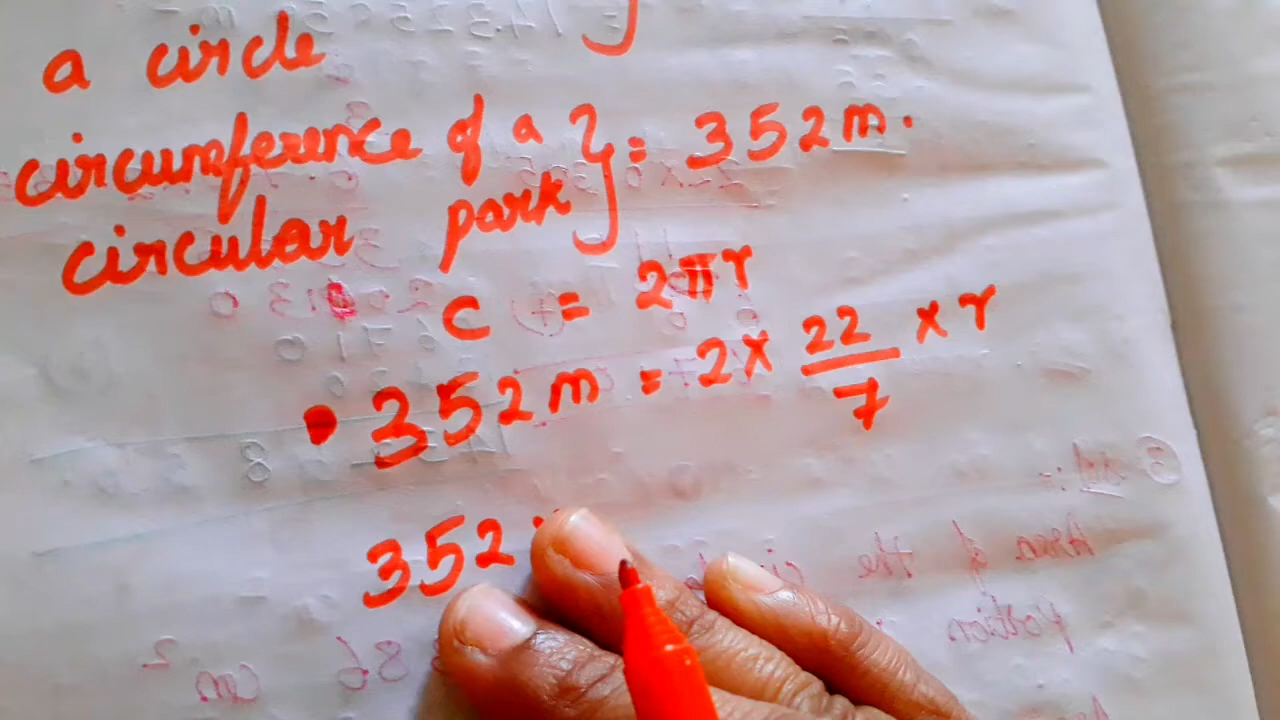 a circle
circumference of a } = 352 m.
circular park
c = 2πr
352 m = 2 × 22/7 × r
352